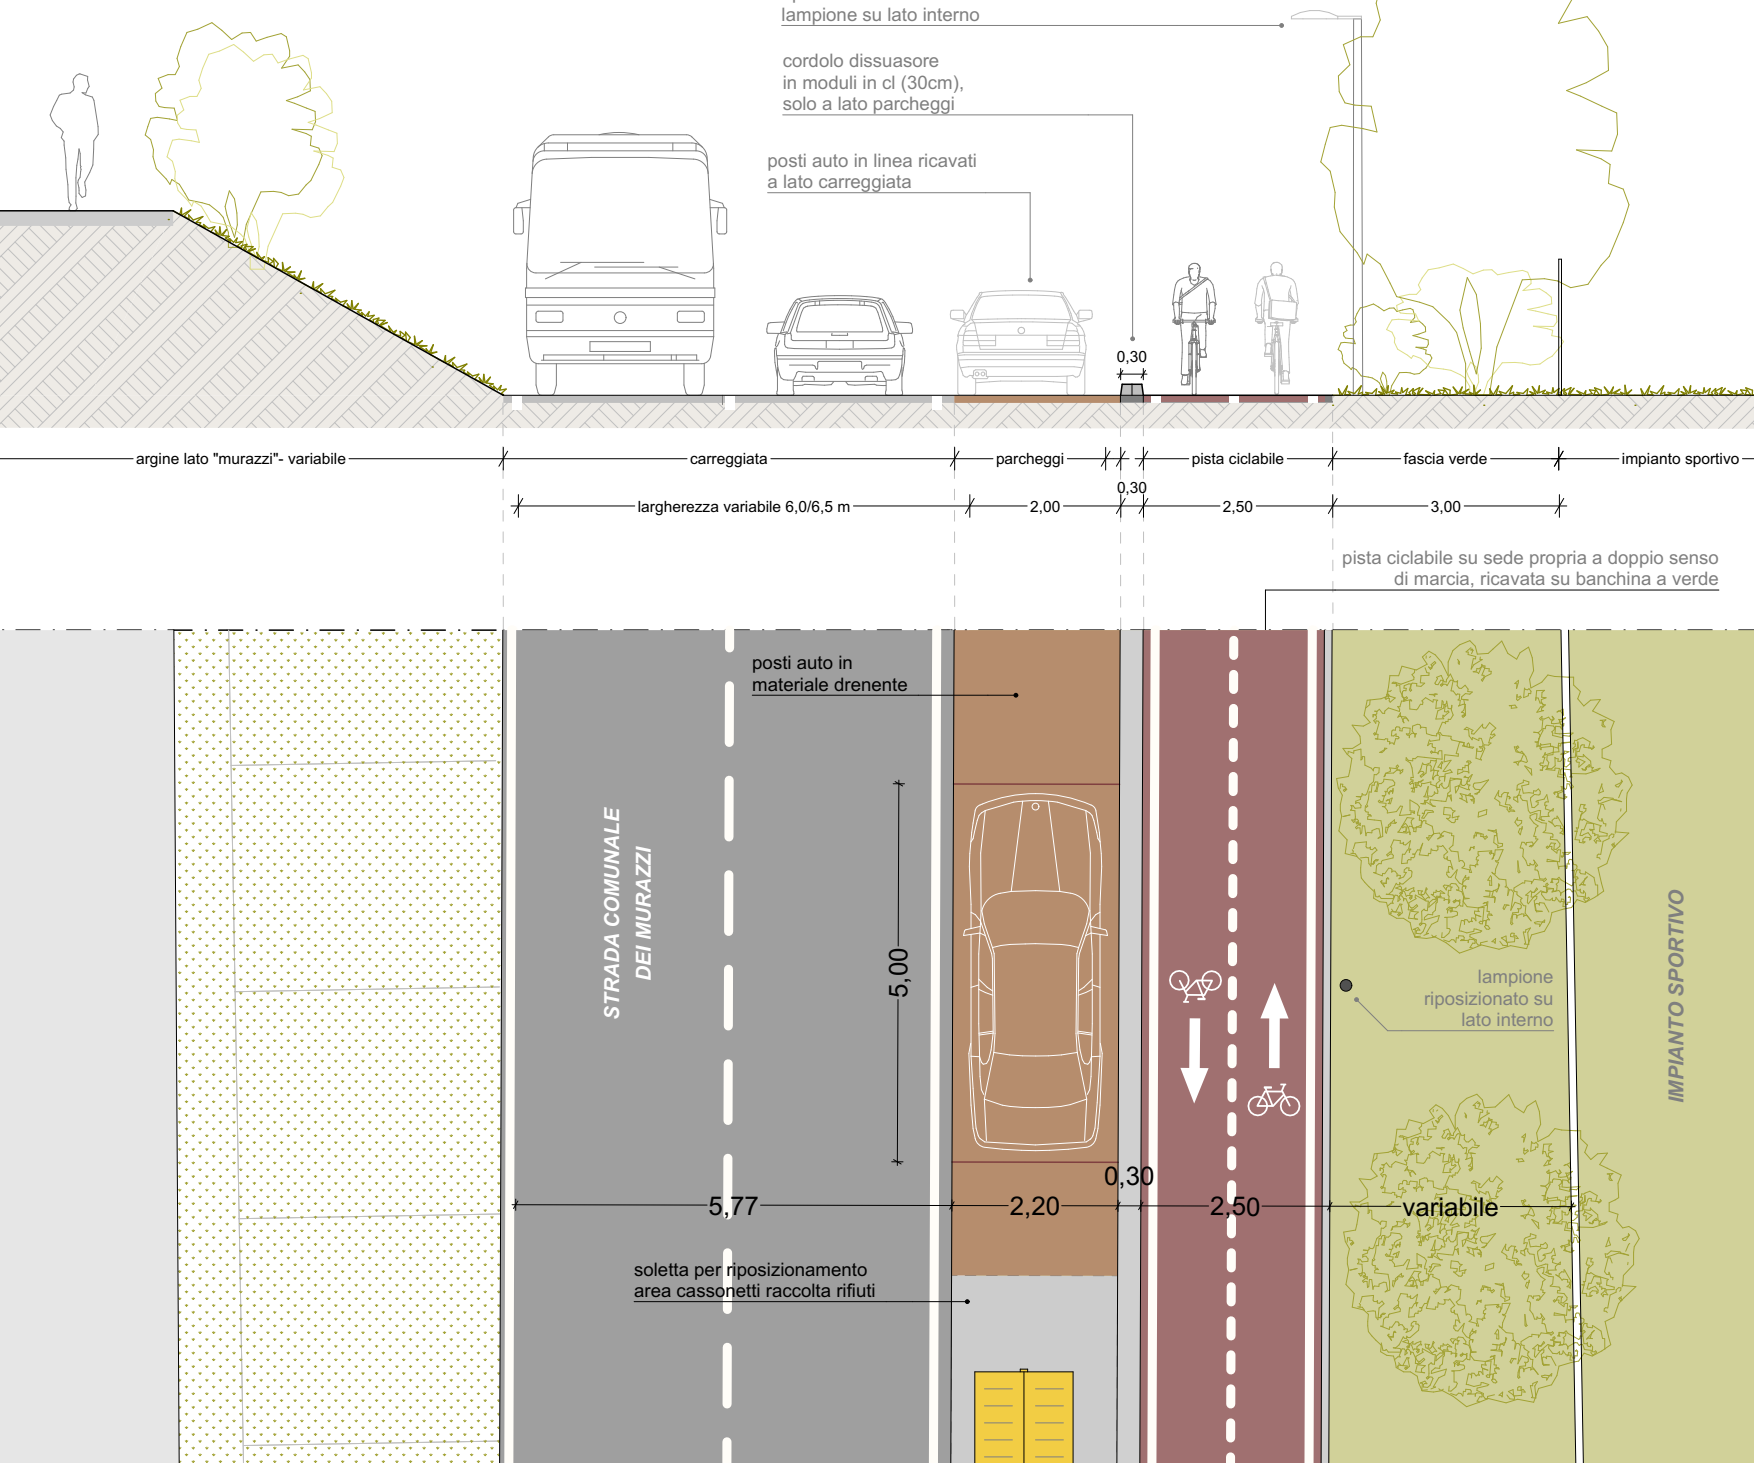 lampione su lato interno
cordolo dissuasore
in moduli in cl (30cm),
solo a lato parcheggi
posti auto in linea ricavati
a lato carreggiata
0,30
argine lato "murazzi"- variabile
carreggiata
parcheggi
pista ciclabile
fascia verde
impianto sportivo
0,30
largherezza variabile 6,0/6,5 m
2,00
2,50
3,00
pista ciclabile su sede propria a doppio senso
di marcia, ricavata su banchina a verde
posti auto in
materiale drenente
STRADA COMUNALE
DEI MURAZZI
5,00
lampione
riposizionato su
lato interno
IMPIANTO SPORTIVO
0,30
5,77
2,20
2,50
variabile
soletta per riposizionamento
area cassonetti raccolta rifiuti